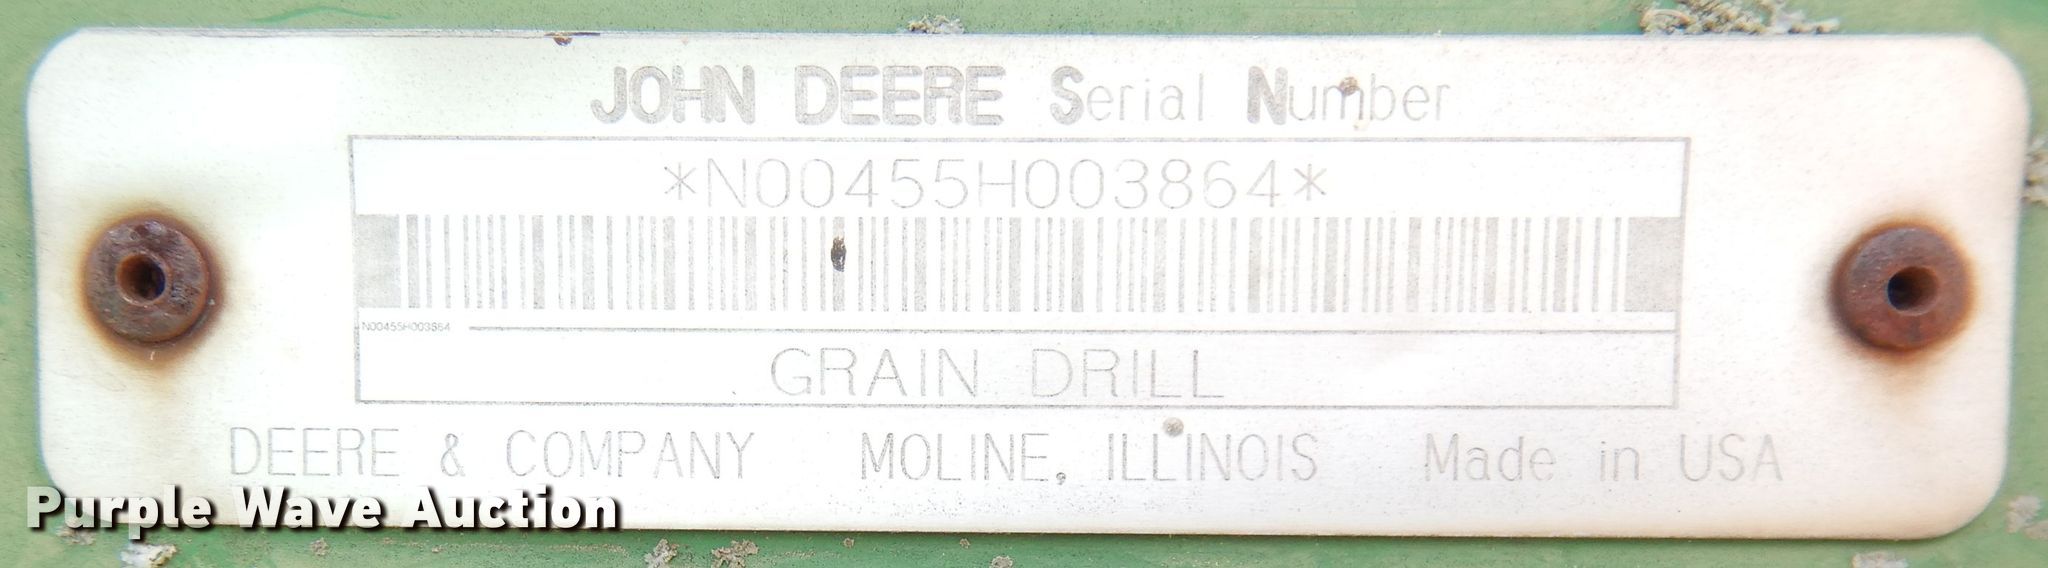 JOHN DEERE Serial Number
*N00455H003864*
N00455H003864
GRAIN DRILL
DEERE & COMPANY MOLINE, ILLINOIS Made in USA
Purple Wave Auction